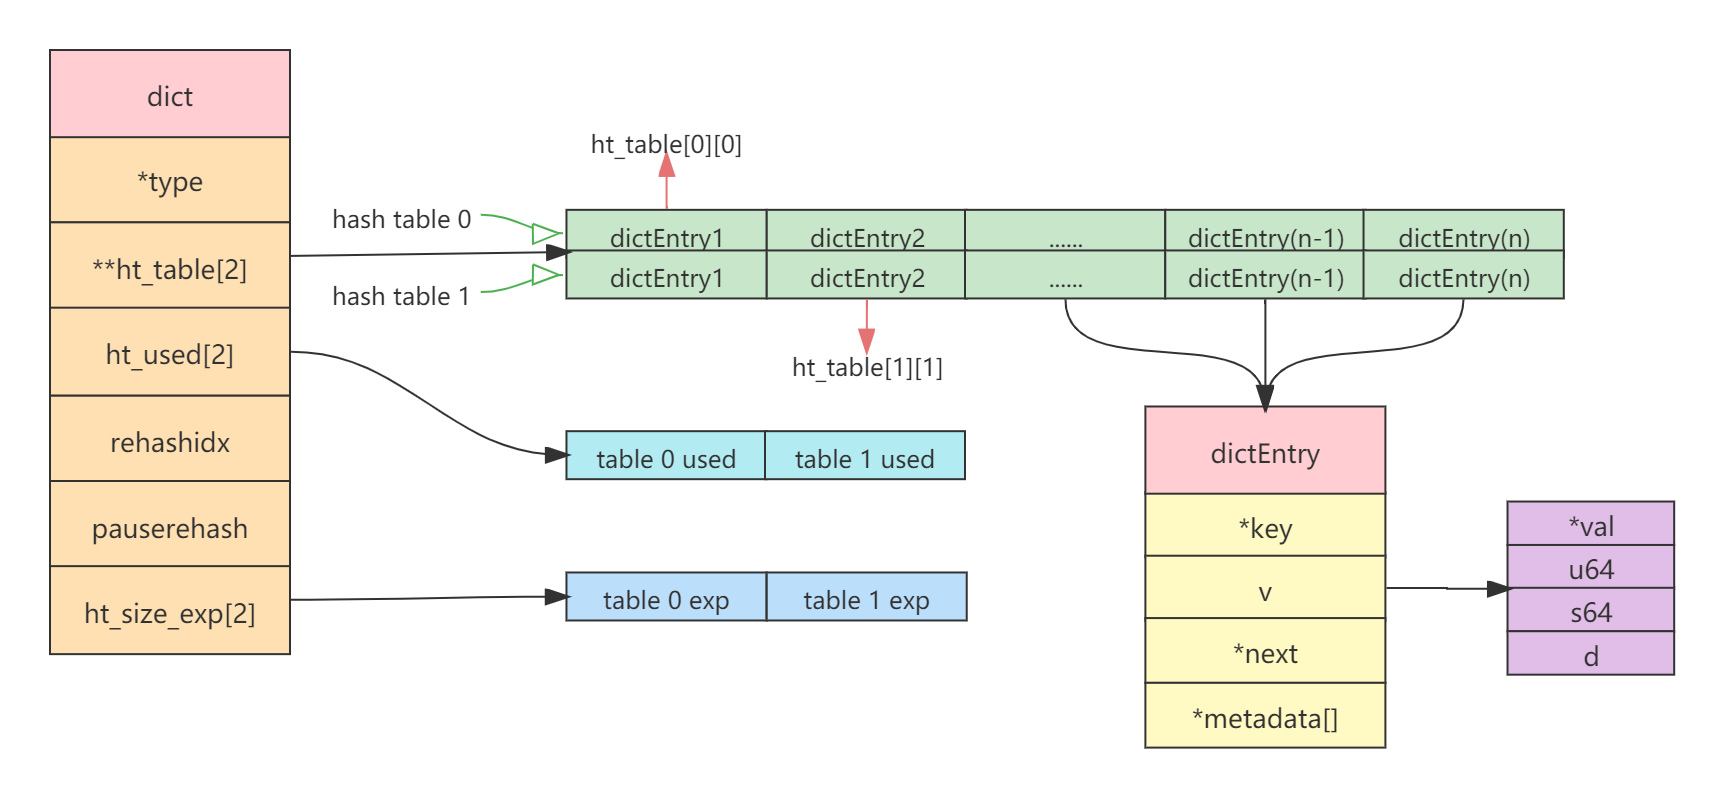 dict
*type
**ht_table[2]
ht_used[2]
rehashidx
pauserehash
ht_size_exp[2]
ht_table[0][0]
hash table 0
hash table 1
dictEntry1 dictEntry2 ...... dictEntry(n-1) dictEntry(n)
dictEntry1 dictEntry2 ...... dictEntry(n-1) dictEntry(n)
ht_table[1][1]
table 0 used table 1 used
table 0 exp table 1 exp
dictEntry
*key
v
*next
*metadata[]
*val
u64
s64
d